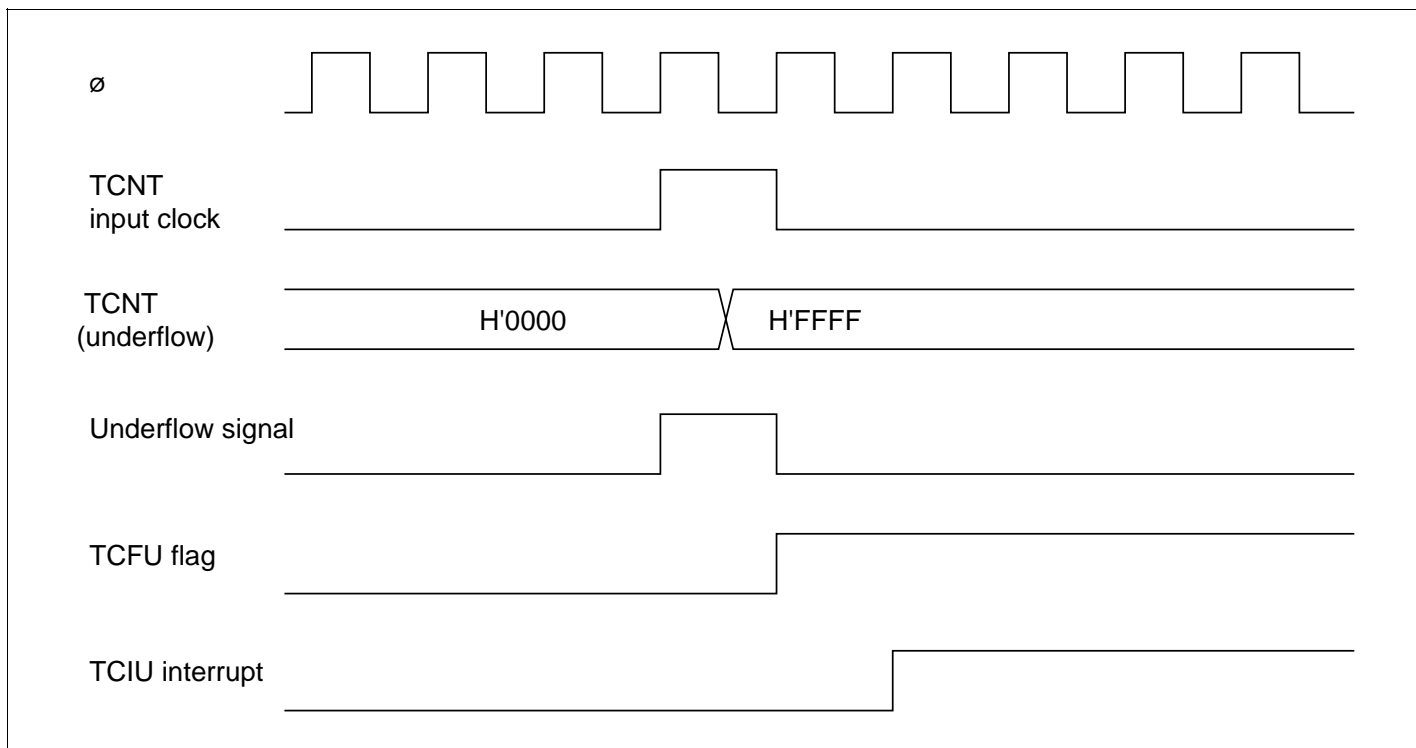 ø
TCNT
input clock
TCNT
(underflow)
H'0000
H'FFFF
Underflow signal
TCFU flag
TCIU interrupt